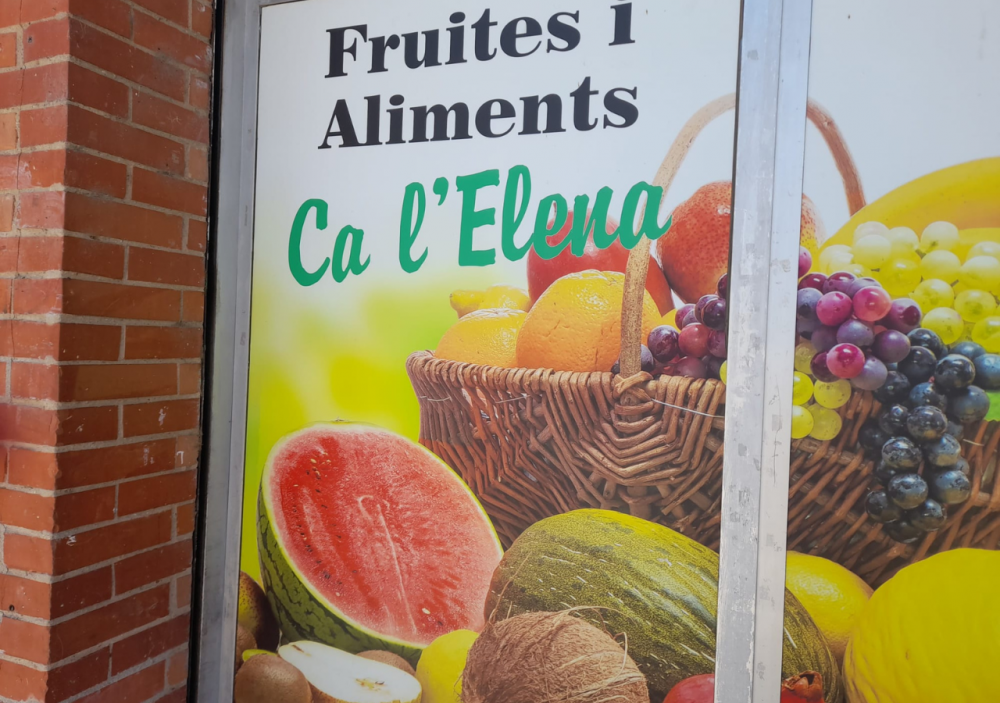 Fruites i
Aliments
Ca l'Elena